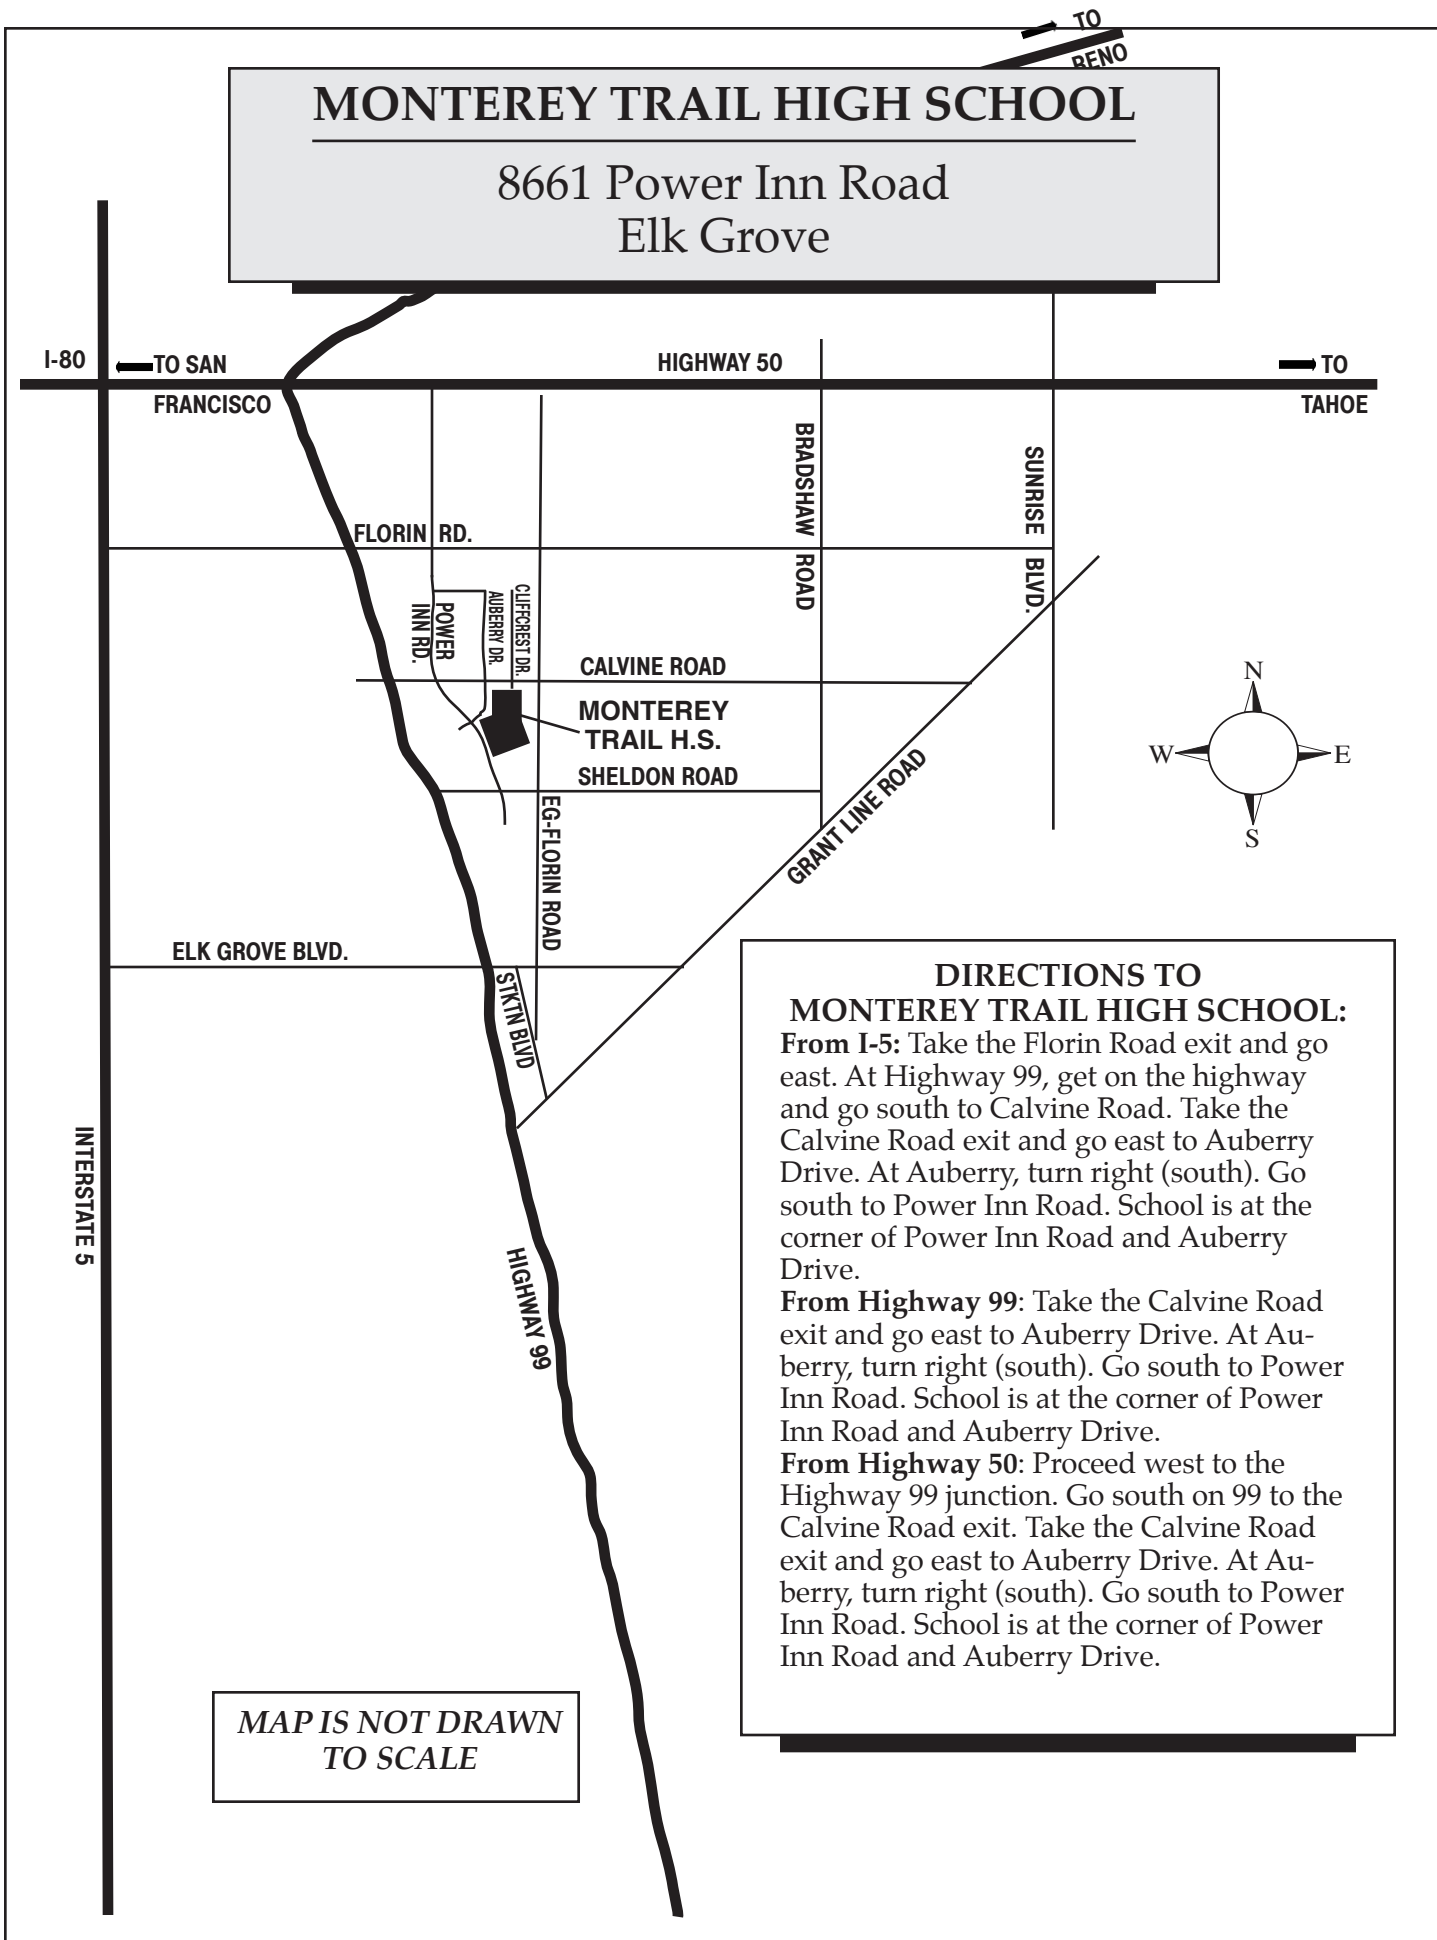 TO
RENO
MONTEREY TRAIL HIGH SCHOOL
8661 Power Inn Road
Elk Grove
I-80
TO SAN
FRANCISCO
HIGHWAY 50
TO
TAHOE
BRADSHAW ROAD
SUNRISE BLVD.
FLORIN RD.
POWER
INN RD.
AUBERRY DR.
CLIFFCREST DR.
CALVINE ROAD
MONTEREY
TRAIL H.S.
SHELDON ROAD
EG-FLORIN ROAD
GRANT LINE ROAD
N
W
E
S
ELK GROVE BLVD.
STKTN BLVD
INTERSTATE 5
HIGHWAY 99
DIRECTIONS TO
MONTEREY TRAIL HIGH SCHOOL:
From I-5: Take the Florin Road exit and go
east. At Highway 99, get on the highway
and go south to Calvine Road. Take the
Calvine Road exit and go east to Auberry
Drive. At Auberry, turn right (south). Go
south to Power Inn Road. School is at the
corner of Power Inn Road and Auberry
Drive.
From Highway 99: Take the Calvine Road
exit and go east to Auberry Drive. At Au-
berry, turn right (south). Go south to Power
Inn Road. School is at the corner of Power
Inn Road and Auberry Drive.
From Highway 50: Proceed west to the
Highway 99 junction. Go south on 99 to the
Calvine Road exit. Take the Calvine Road
exit and go east to Auberry Drive. At Au-
berry, turn right (south). Go south to Power
Inn Road. School is at the corner of Power
Inn Road and Auberry Drive.
MAP IS NOT DRAWN
TO SCALE